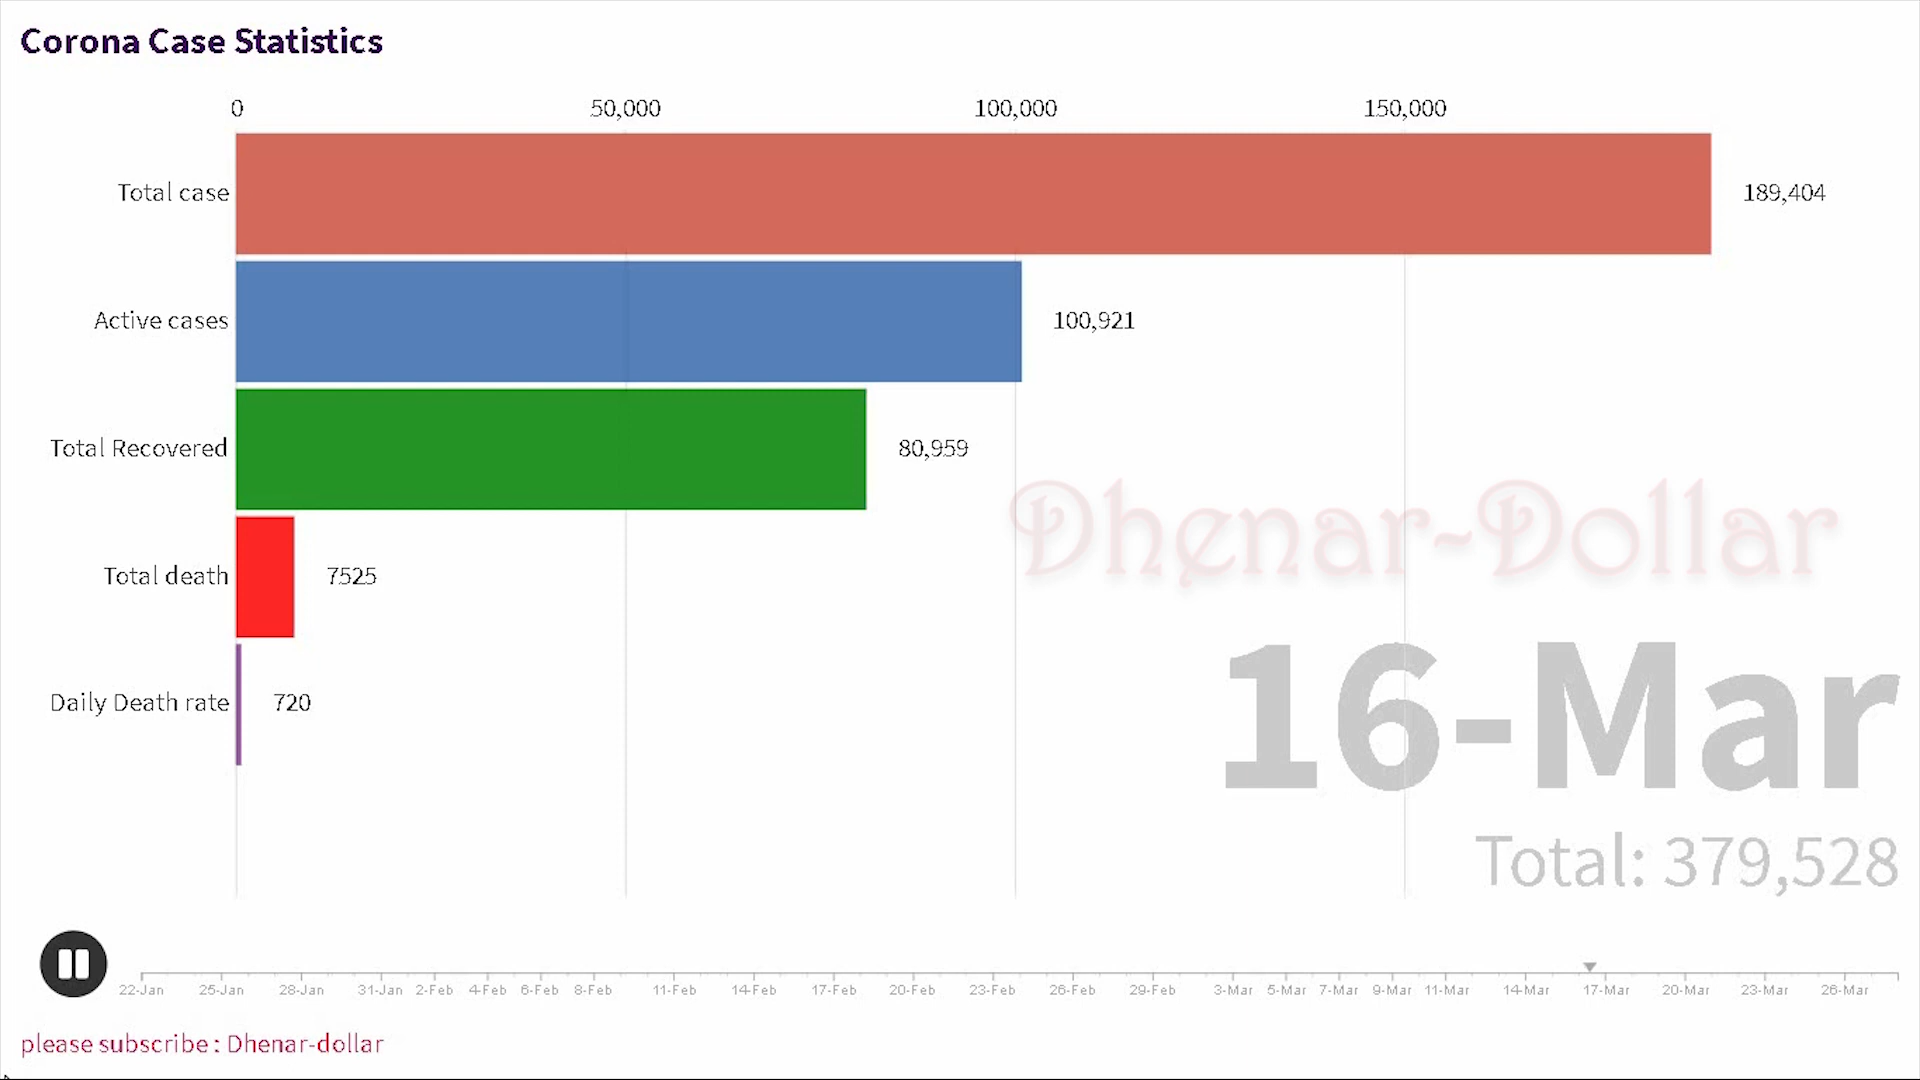 Corona Case Statistics
0 50,000 100,000 150,000
Total case 189,404
Active cases 100,921
Total Recovered 80,959
Dhenar-Dollar
Total death 7525
Daily Death rate 720
16-Mar
Total: 379,528
22-Jan 25-Jan 28-Jan 31-Jan 2-Feb 4-Feb 6-Feb 8-Feb 11-Feb 14-Feb 17-Feb 20-Feb 23-Feb 26-Feb 29-Feb 3-Mar 5-Mar 7-Mar 9-Mar 11-Mar 14-Mar 17-Mar 20-Mar 23-Mar 26-Mar
please subscribe : Dhenar-dollar